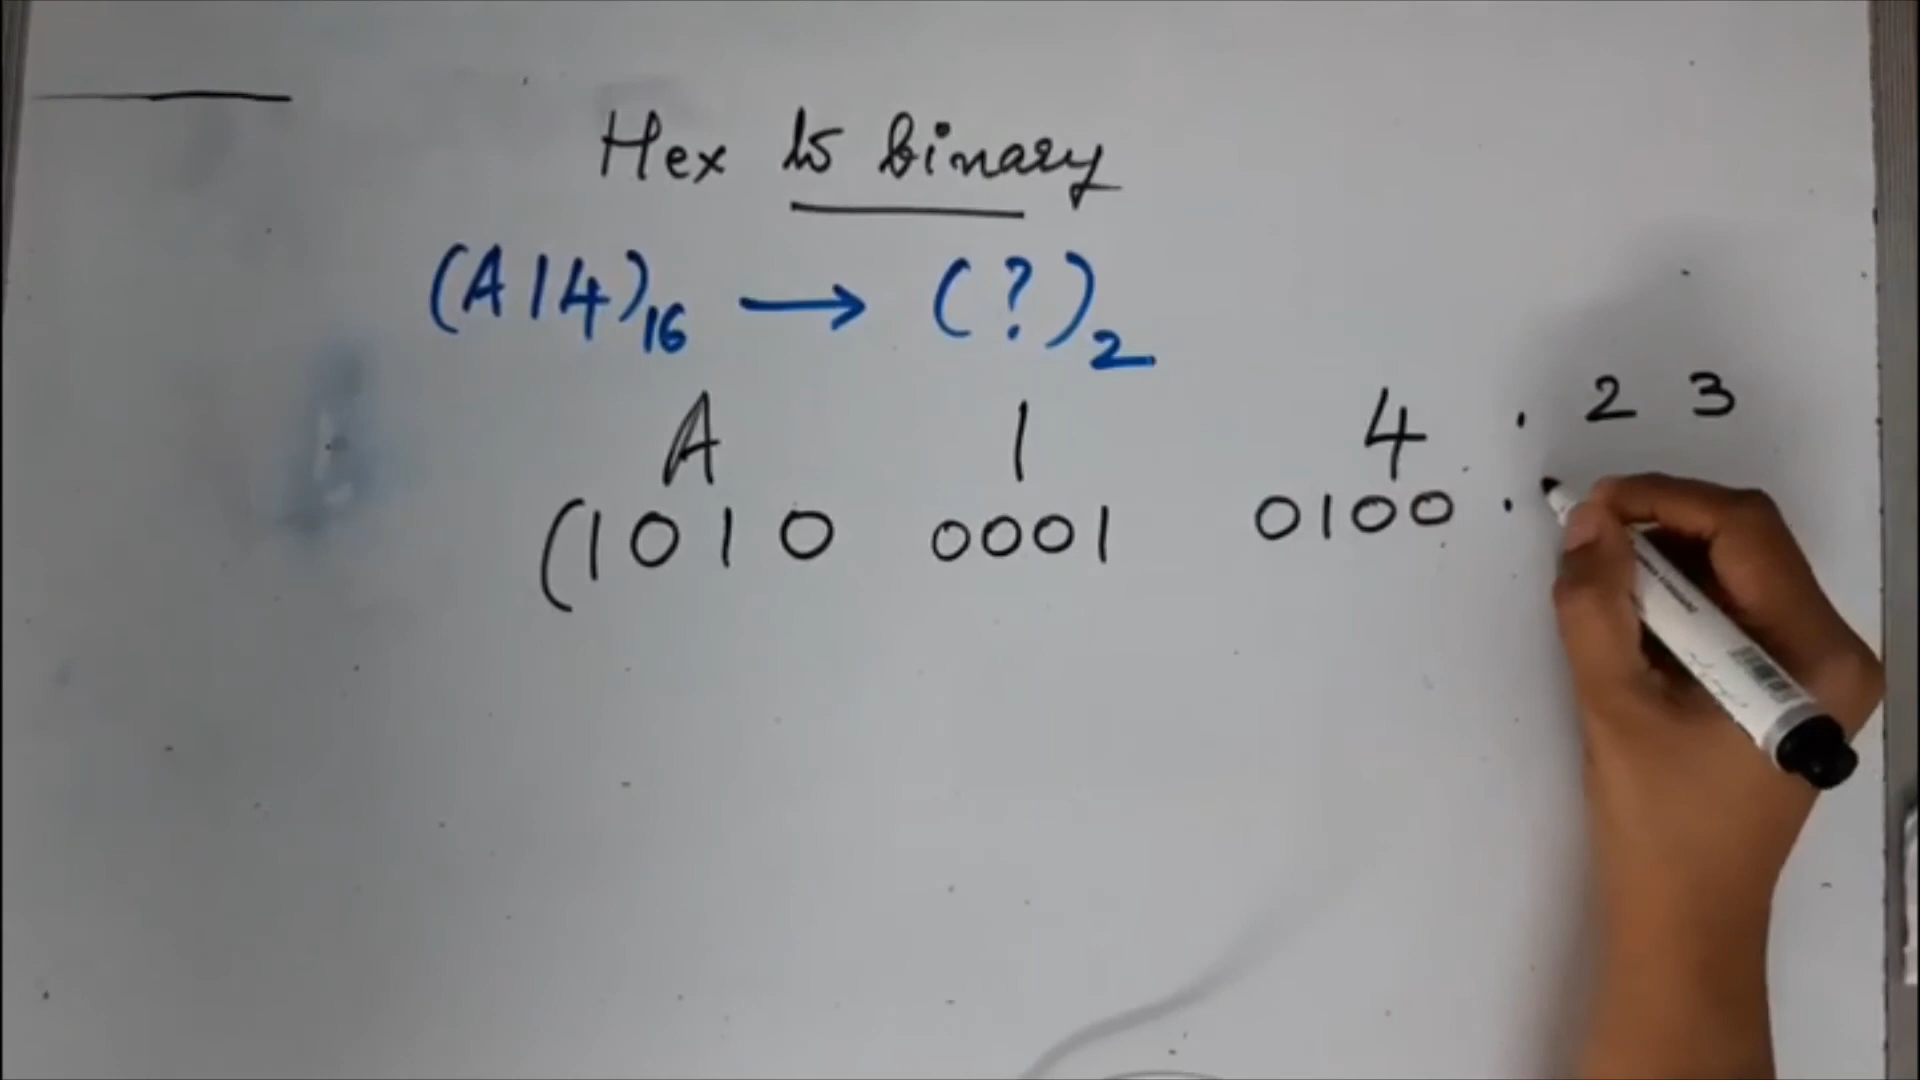 Hex to binary
(A14)16 → (?)2
A 1 4 . 2 3
(1010 0001 0100 .